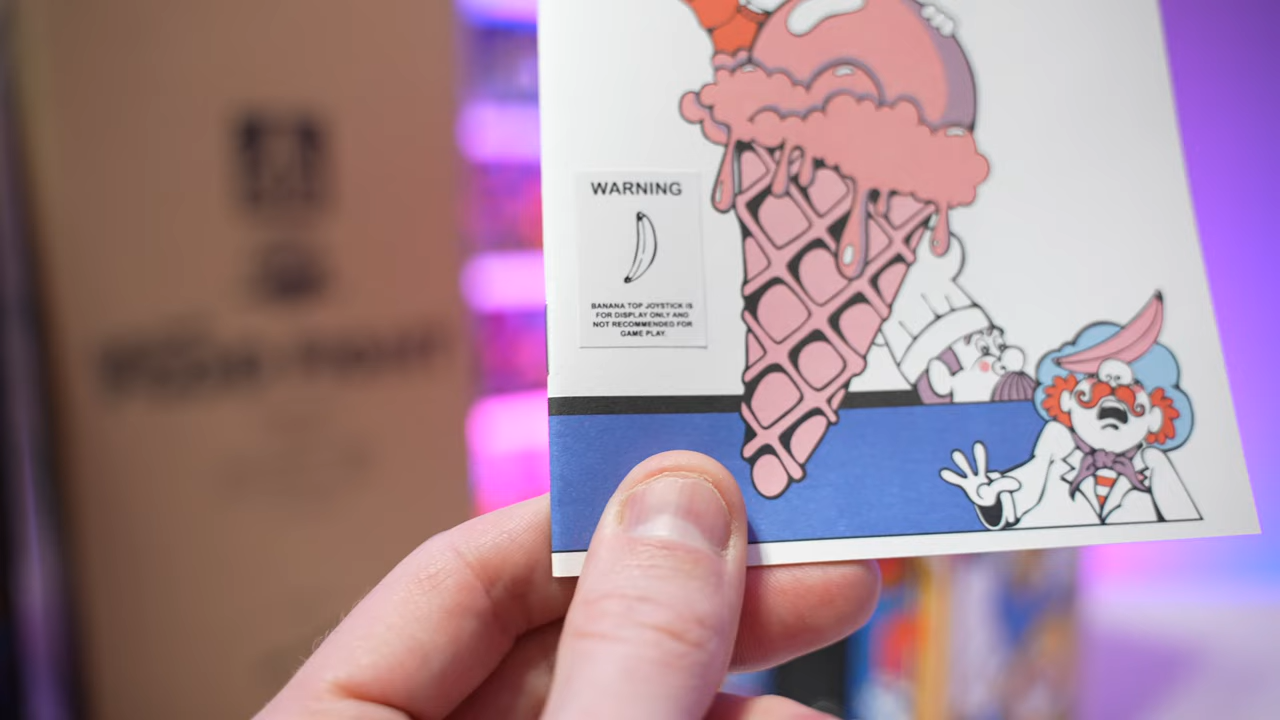 WARNING
BANANA TOP JOYSTICK IS
FOR DISPLAY ONLY AND
NOT RECOMMENDED FOR
GAME PLAY.